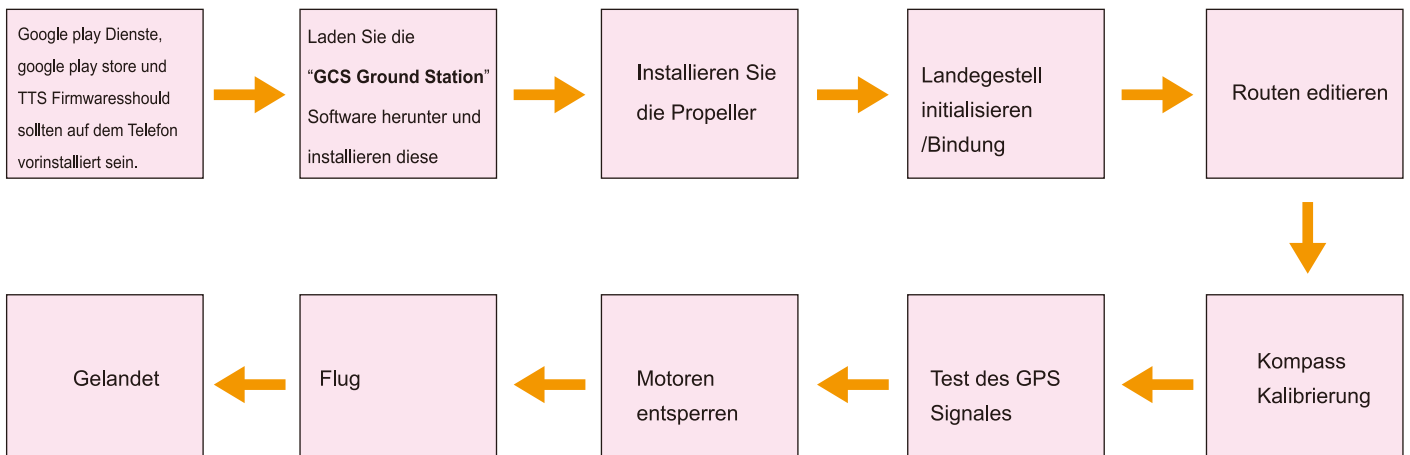 Google play Dienste,
google play store und
TTS Firmwaresshould
sollten auf dem Telefon
vorinstalliert sein.
Laden Sie die
“GCS Ground Station”
Software herunter und
installieren diese
Installieren Sie
die Propeller
Landegestell
initialisieren
/Bindung
Routen editieren
Kompass
Kalibrierung
Test des GPS
Signales
Motoren
entsperren
Flug
Gelandet